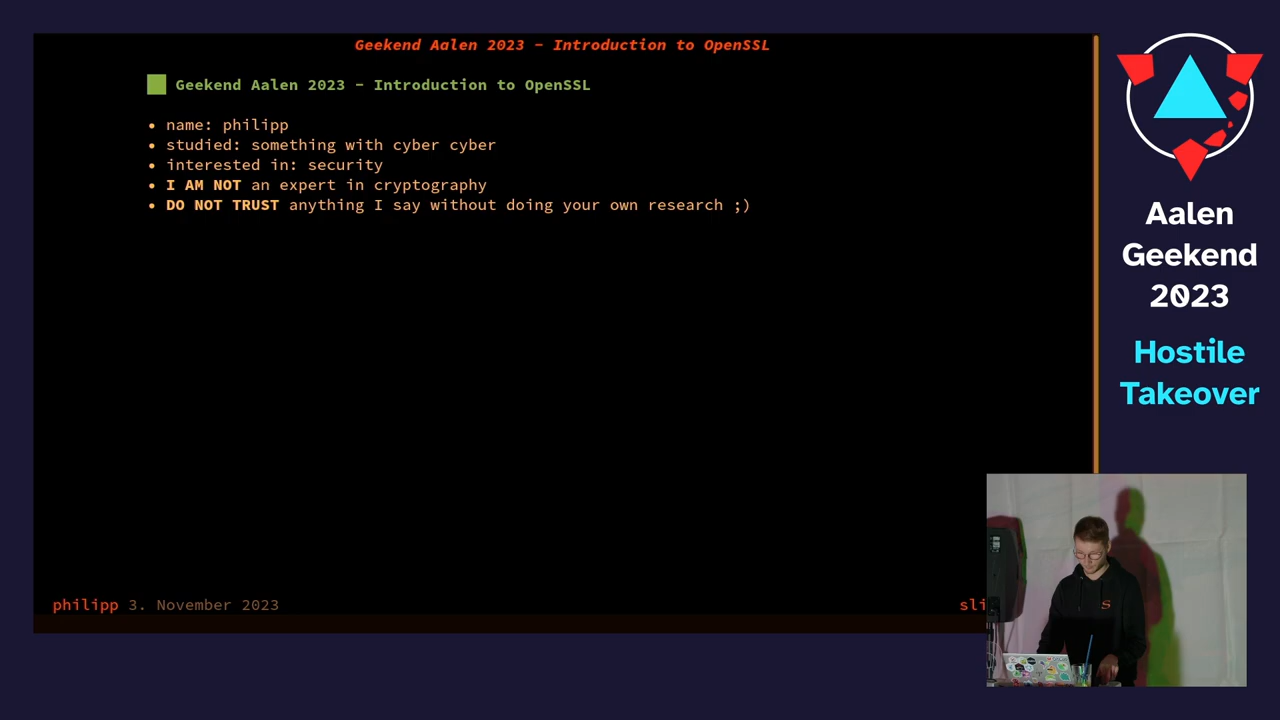 Geekend Aalen 2023 - Introduction to OpenSSL
Geekend Aalen 2023 - Introduction to OpenSSL
• name: philipp
• studied: something with cyber cyber
• interested in: security
• I AM NOT an expert in cryptography
• DO NOT TRUST anything I say without doing your own research ;)
philipp 3. November 2023
Aalen
Geekend
2023
Hostile
Takeover